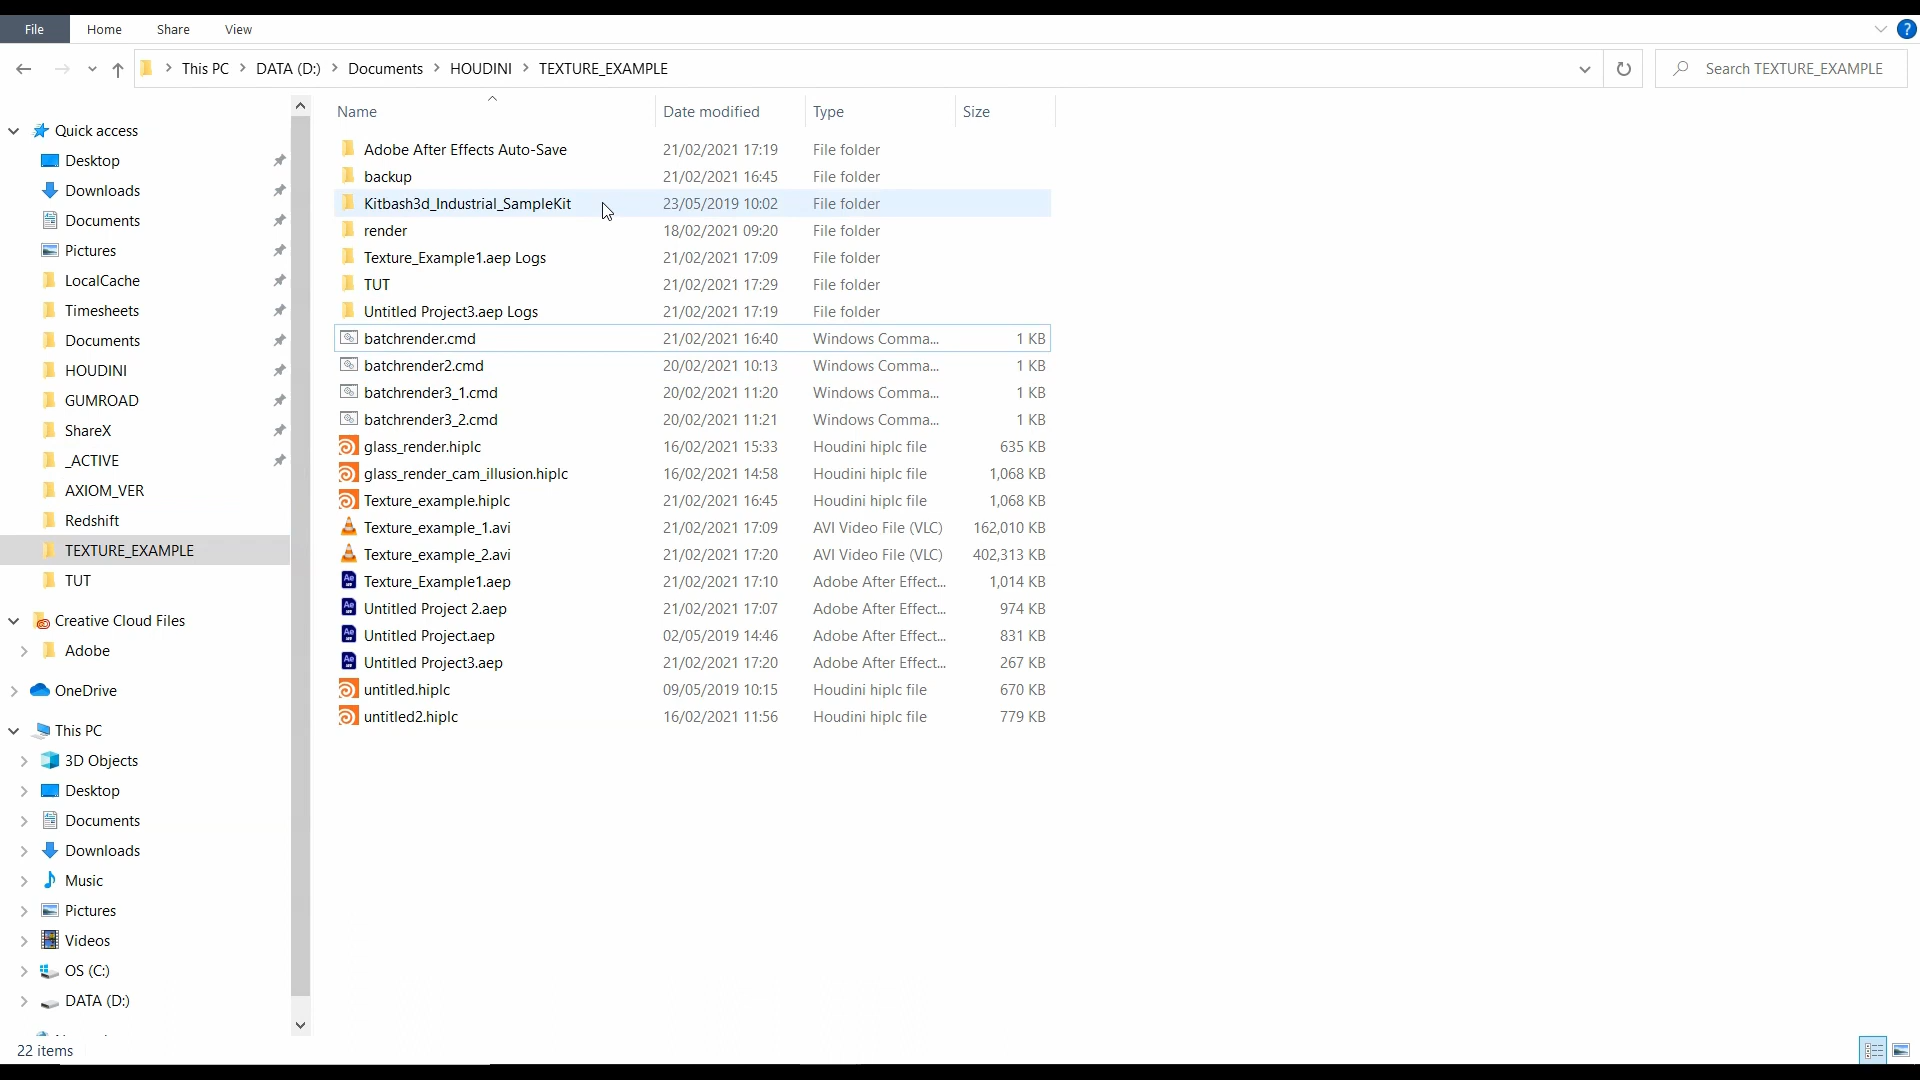 File Home Share View
This PC DATA (D:) Documents HOUDINI TEXTURE_EXAMPLE Search TEXTURE_EXAMPLE
Name Date modified Type Size
Quick access
Desktop
Downloads
Documents
Pictures
LocalCache
Timesheets
Documents
HOUDINI
GUMROAD
ShareX
_ACTIVE
AXIOM_VER
Redshift
TEXTURE_EXAMPLE
TUT
Creative Cloud Files
Adobe
OneDrive
This PC
3D Objects
Desktop
Documents
Downloads
Music
Pictures
Videos
OS (C:)
DATA (D:)
Adobe After Effects Auto-Save 21/02/2021 17:19 File folder
backup 21/02/2021 16:45 File folder
Kitbash3d_Industrial_SampleKit 23/05/2019 10:02 File folder
render 18/02/2021 09:20 File folder
Texture_Example1.aep Logs 21/02/2021 17:09 File folder
TUT 21/02/2021 17:29 File folder
Untitled Project3.aep Logs 21/02/2021 17:19 File folder
batchrender.cmd 21/02/2021 16:40 Windows Comma... 1 KB
batchrender2.cmd 20/02/2021 10:13 Windows Comma... 1 KB
batchrender3_1.cmd 20/02/2021 11:20 Windows Comma... 1 KB
batchrender3_2.cmd 20/02/2021 11:21 Windows Comma... 1 KB
glass_render.hiplc 16/02/2021 15:33 Houdini hiplc file 635 KB
glass_render_cam_illusion.hiplc 16/02/2021 14:58 Houdini hiplc file 1,068 KB
Texture_example.hiplc 21/02/2021 16:45 Houdini hiplc file 1,068 KB
Texture_example_1.avi 21/02/2021 17:09 AVI Video File (VLC) 162,010 KB
Texture_example_2.avi 21/02/2021 17:20 AVI Video File (VLC) 402,313 KB
Texture_Example1.aep 21/02/2021 17:10 Adobe After Effect... 1,014 KB
Untitled Project 2.aep 21/02/2021 17:07 Adobe After Effect... 974 KB
Untitled Project.aep 02/05/2019 14:46 Adobe After Effect... 831 KB
Untitled Project3.aep 21/02/2021 17:20 Adobe After Effect... 267 KB
untitled.hiplc 09/05/2019 10:15 Houdini hiplc file 670 KB
untitled2.hiplc 16/02/2021 11:56 Houdini hiplc file 779 KB
22 items